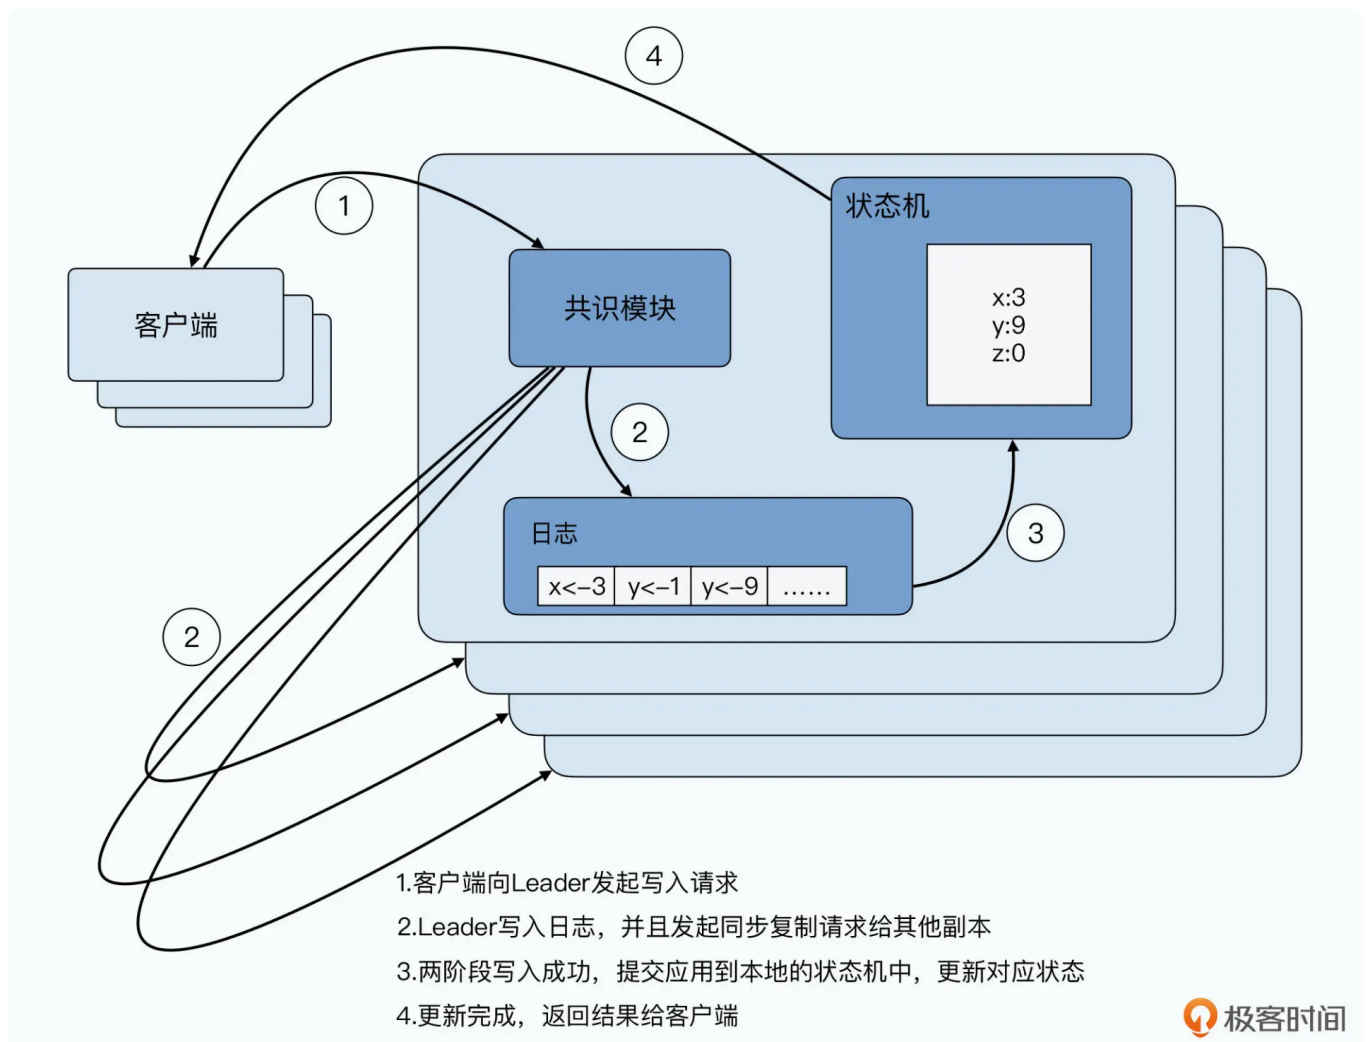 4
1
状态机
x:3
y:9
z:0
共识模块
客户端
2
日志
3
x<–3 y<–1 y<–9 ......
2
1.客户端向Leader发起写入请求
2.Leader写入日志，并且发起同步复制请求给其他副本
3.两阶段写入成功，提交应用到本地的状态机中，更新对应状态
4.更新完成，返回结果给客户端
极客时间